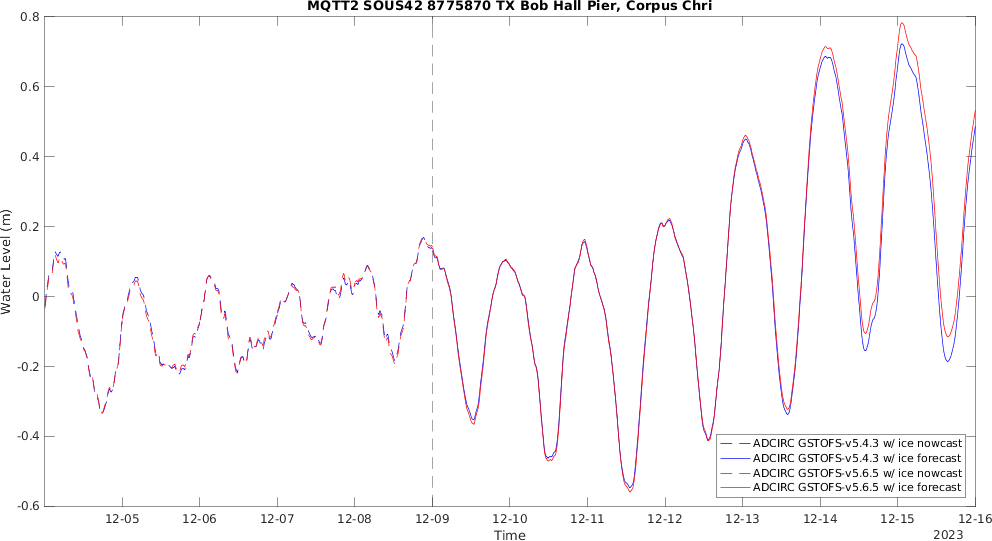 MQTT2 SOUS42 8775870 TX Bob Hall Pier, Corpus Chri
Water Level (m)
0.8
0.6
0.4
0.2
0
-0.2
-0.4
-0.6
ADCIRC GSTOFS-v5.4.3 w/ ice nowcast
ADCIRC GSTOFS-v5.4.3 w/ ice forecast
ADCIRC GSTOFS-v5.6.5 w/ ice nowcast
ADCIRC GSTOFS-v5.6.5 w/ ice forecast
12-05 12-06 12-07 12-08 12-09 12-10 12-11 12-12 12-13 12-14 12-15 12-16
Time
2023